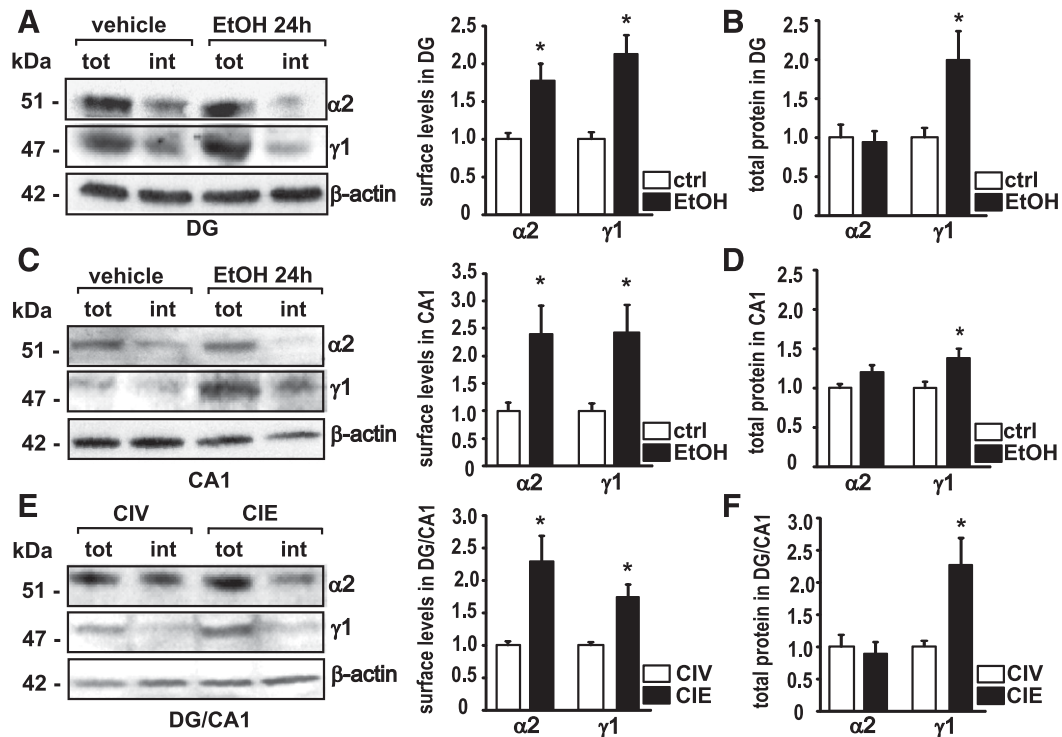 A
vehicle
EtOH 24h
kDa
tot
int
tot
int
51 -
α2
47 -
γ1
42 -
β-actin
DG
surface levels in DG
2.5
2.0
1.5
1.0
0.5
0
*
*
α2
γ1
ctrl
EtOH
B
total protein in DG
2.5
2.0
1.5
1.0
0.5
0
*
α2
γ1
ctrl
EtOH
C
vehicle
EtOH 24h
kDa
tot
int
tot
int
51 -
α2
47 -
γ1
42 -
β-actin
CA1
surface levels in CA1
3.5
3.0
2.5
2.0
1.5
1.0
0.5
0
*
*
α2
γ1
ctrl
EtOH
D
total protein in CA1
2.5
2.0
1.5
1.0
0.5
0
*
α2
γ1
ctrl
EtOH
E
CIV
CIE
kDa
tot
int
tot
int
51 -
α2
47 -
γ1
42 -
β-actin
DG/CA1
surface levels in DG/CA1
3.0
2.5
2.0
1.5
1.0
0.5
0
*
*
α2
γ1
CIV
CIE
F
total protein in DG/CA1
3.0
2.5
2.0
1.5
1.0
0.5
0
*
α2
γ1
CIV
CIE